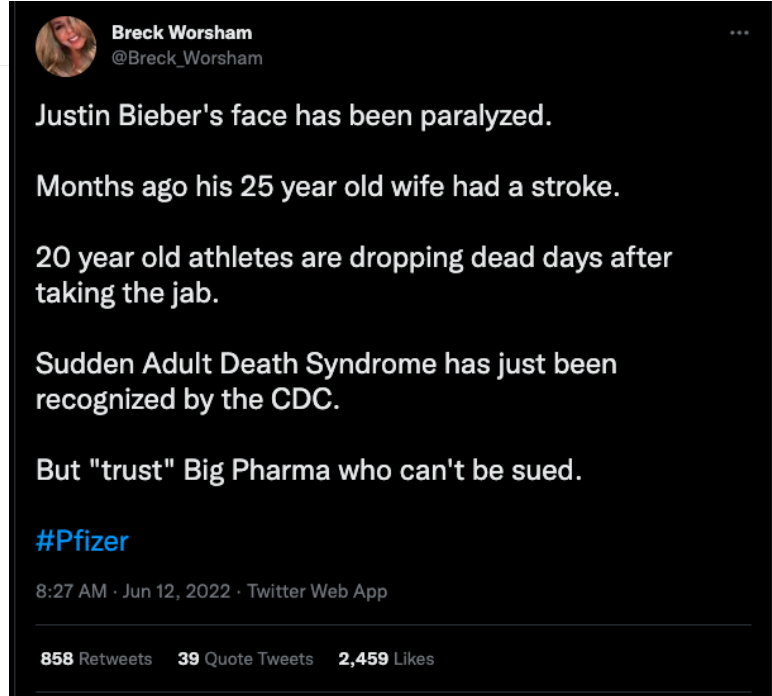 Breck Worsham
@Breck_Worsham
Justin Bieber's face has been paralyzed.
Months ago his 25 year old wife had a stroke.
20 year old athletes are dropping dead days after
taking the jab.
Sudden Adult Death Syndrome has just been
recognized by the CDC.
But "trust" Big Pharma who can't be sued.
#Pfizer
8:27 AM · Jun 12, 2022 · Twitter Web App
858 Retweets 39 Quote Tweets 2,459 Likes